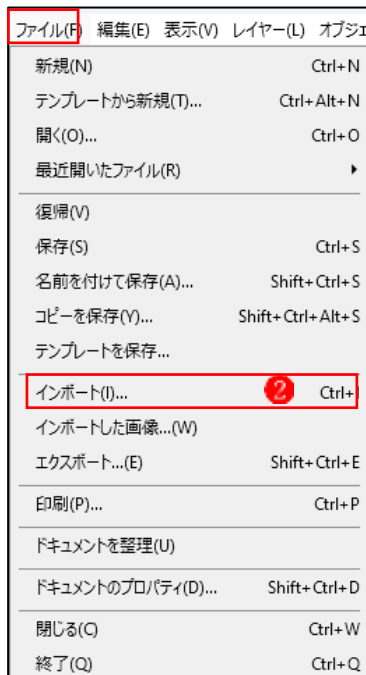 ファイル(F) 編集(E) 表示(V) レイヤー(L) オブジェ
新規(N) Ctrl+N
テンプレートから新規(T)... Ctrl+Alt+N
開く(O)... Ctrl+O
最近開いたファイル(R)
復帰(V)
保存(S) Ctrl+S
名前を付けて保存(A)... Shift+Ctrl+S
コピーを保存(Y)... Shift+Ctrl+Alt+S
テンプレートを保存...
インポート(I)... 2 Ctrl+I
インポートした画像...(W)
エクスポート...(E) Shift+Ctrl+E
印刷(P)... Ctrl+P
ドキュメントを整理(U)
ドキュメントのプロパティ(D)... Shift+Ctrl+D
閉じる(C) Ctrl+W
終了(Q) Ctrl+Q